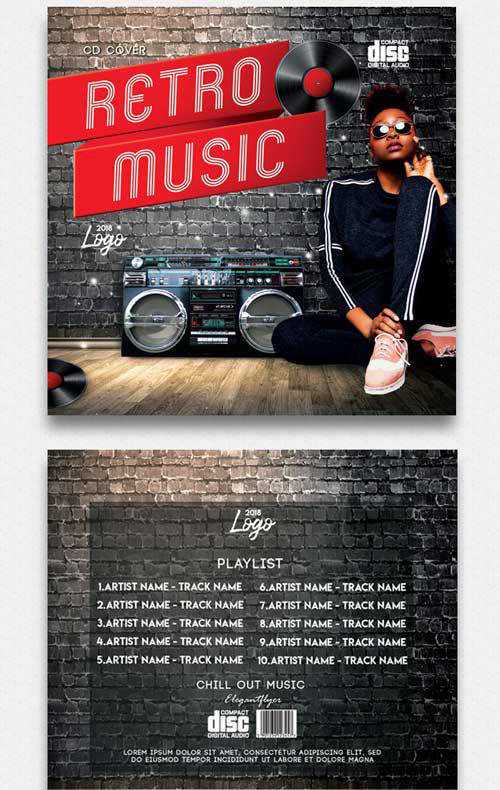 CD COVER
COMPACT
disc
DIGITAL AUDIO
RETRO
MUSIC
2018
Logo
2018
Logo
PLAYLIST
1.ARTIST NAME - TRACK NAME
2.ARTIST NAME - TRACK NAME
3.ARTIST NAME - TRACK NAME
4.ARTIST NAME - TRACK NAME
5.ARTIST NAME - TRACK NAME
6.ARTIST NAME - TRACK NAME
7.ARTIST NAME - TRACK NAME
8.ARTIST NAME - TRACK NAME
9.ARTIST NAME - TRACK NAME
10.ARTIST NAME - TRACK NAME
CHILL OUT MUSIC
Elegantflyer
COMPACT
disc
DIGITAL AUDIO
LOREM IPSUM DOLOR SIT AMET, CONSECTETUR ADIPISCING ELIT, SED DO
EIUSMOD TEMPOR INCIDIDUNT UT LABORE ET DOLORE MAGNA